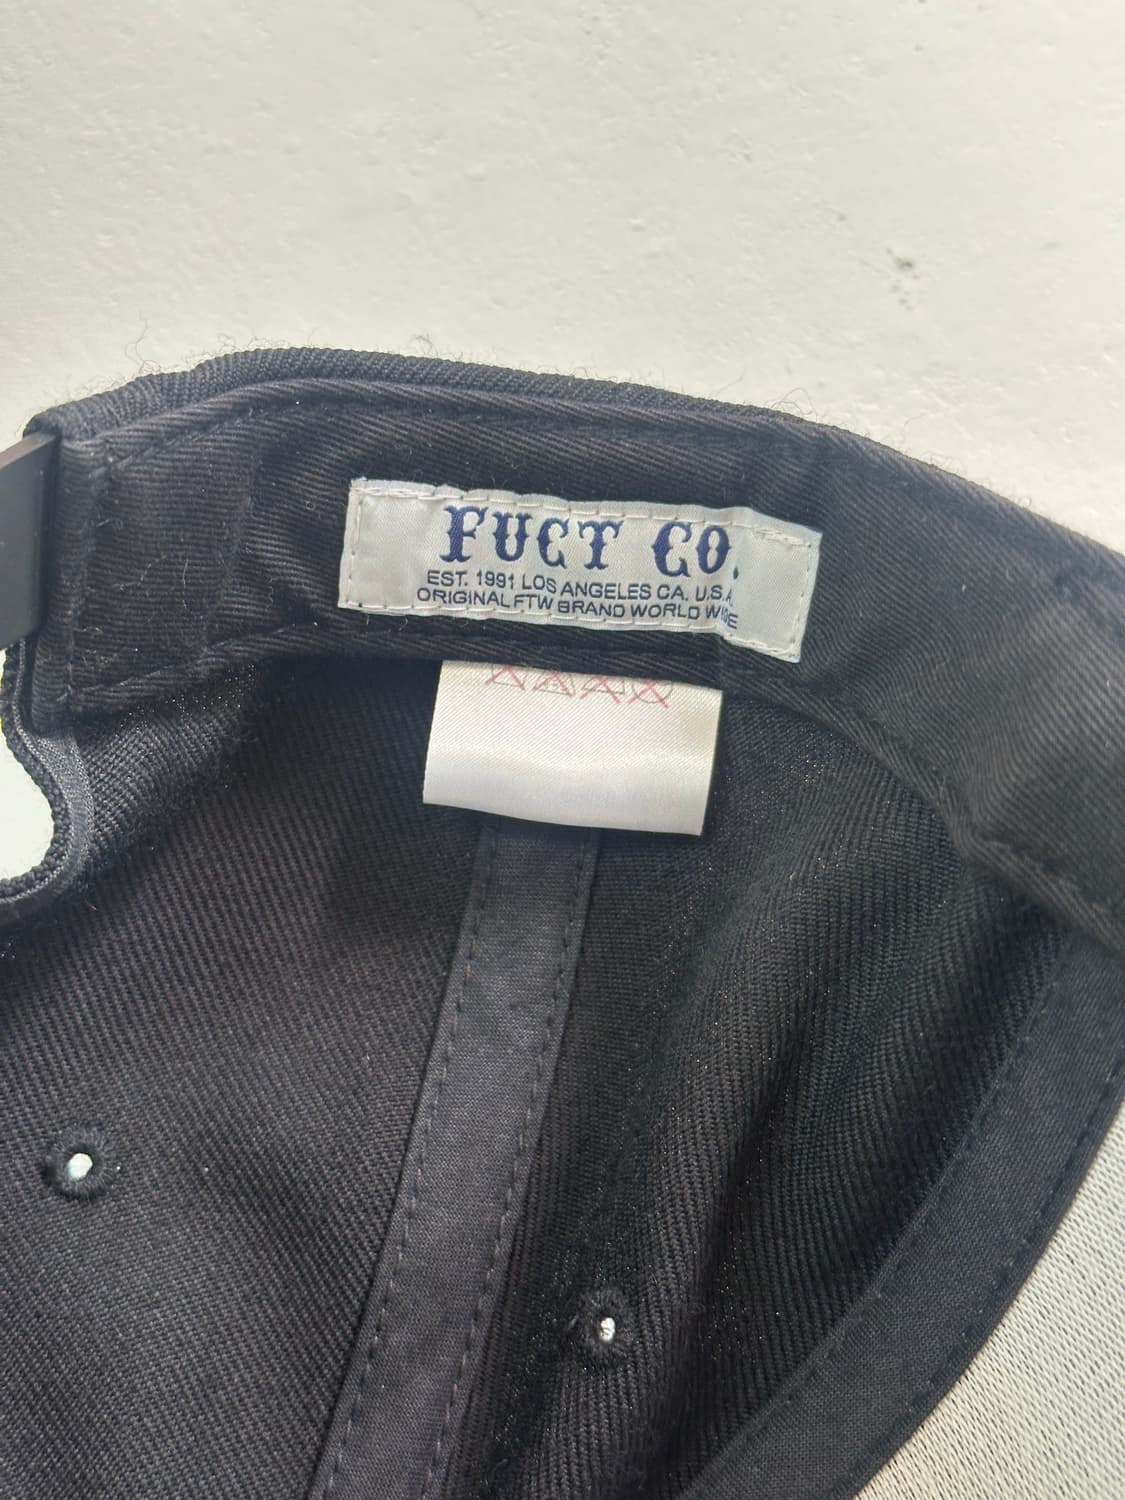 FUCT CO.
EST. 1991 LOS ANGELES CA. U.S.A
ORIGINAL FTW BRAND WORLD WIDE